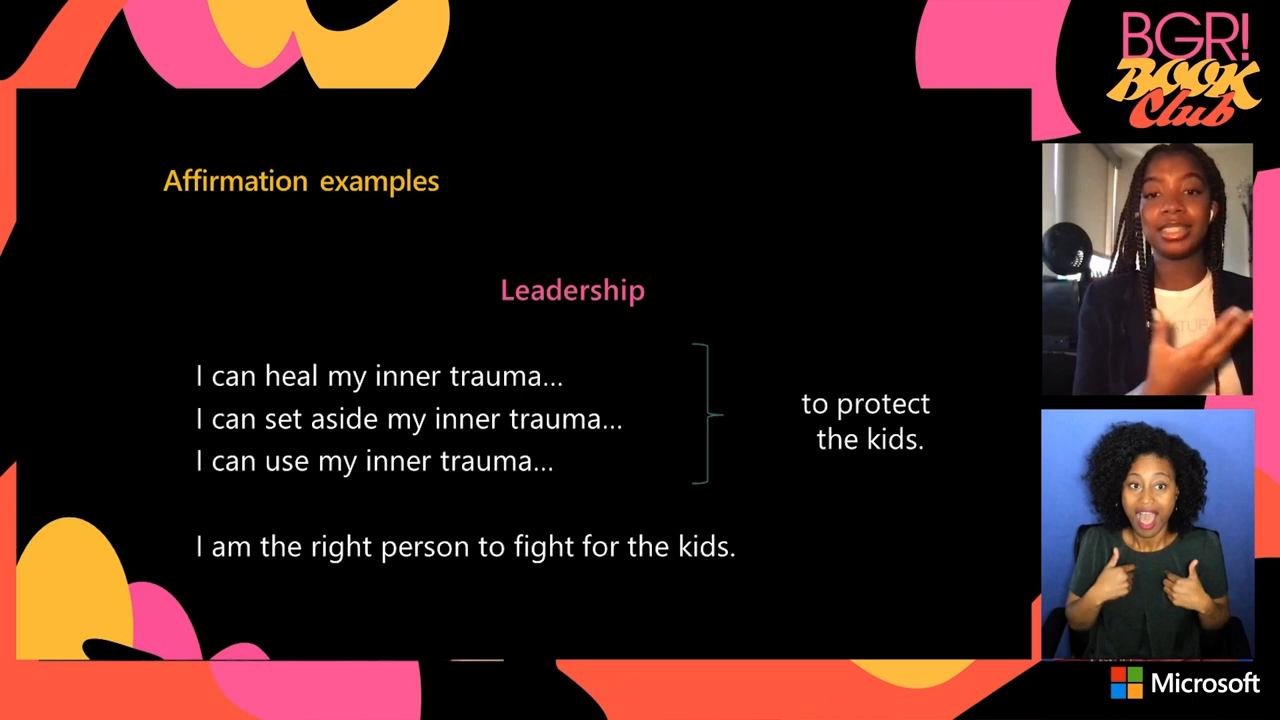 BGR!
BOOK
Club
Affirmation examples
Leadership
I can heal my inner trauma...
I can set aside my inner trauma...
I can use my inner trauma...
to protect
the kids.
I am the right person to fight for the kids.
Microsoft